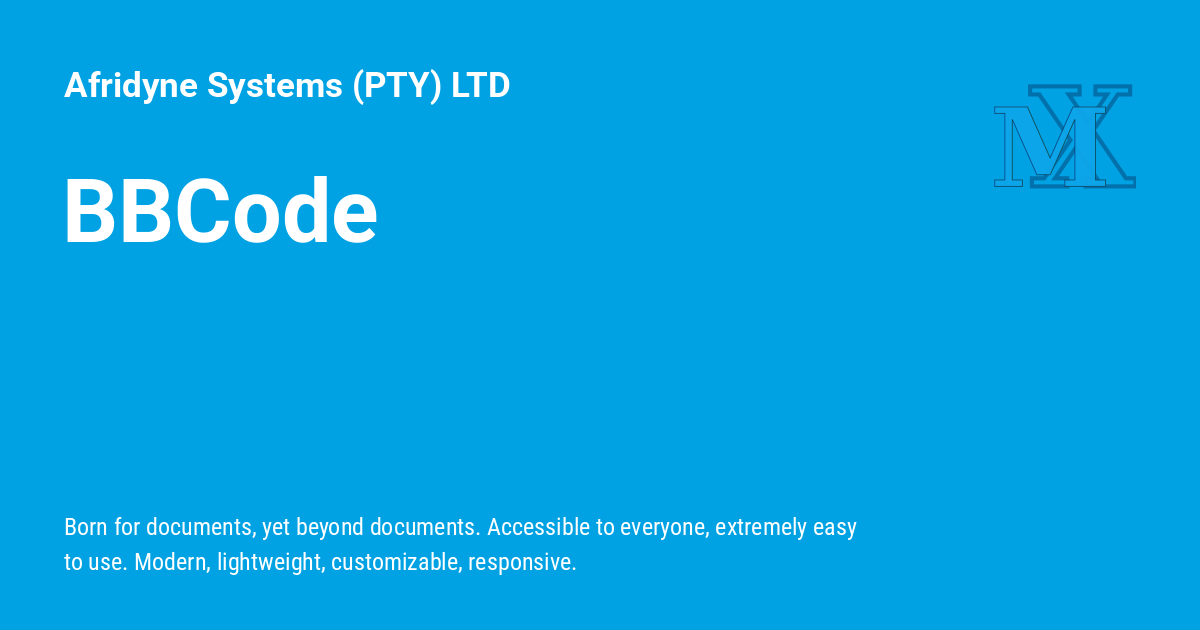 Afridyne Systems (PTY) LTD
MX
BBCode
Born for documents, yet beyond documents. Accessible to everyone, extremely easy
to use. Modern, lightweight, customizable, responsive.